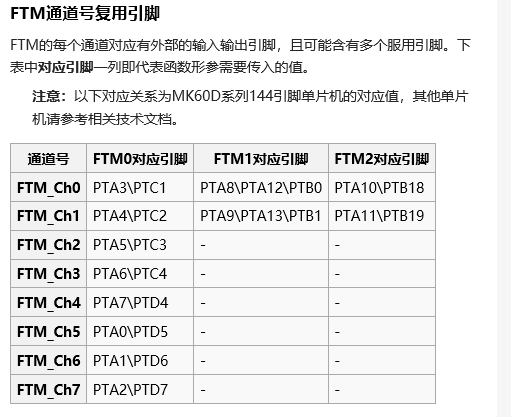 FTM通道号复用引脚
FTM的每个通道对应有外部的输入输出引脚，且可能含有多个服用引脚。下
表中对应引脚一列即代表函数形参需要传入的值。
注意：以下对应关系为MK60D系列144引脚单片机的对应值，其他单片
机请参考相关技术文档。
通道号 FTM0对应引脚 FTM1对应引脚 FTM2对应引脚
FTM_Ch0 PTA3\PTC1 PTA8\PTA12\PTB0 PTA10\PTB18
FTM_Ch1 PTA4\PTC2 PTA9\PTA13\PTB1 PTA11\PTB19
FTM_Ch2 PTA5\PTC3 - -
FTM_Ch3 PTA6\PTC4 - -
FTM_Ch4 PTA7\PTD4 - -
FTM_Ch5 PTA0\PTD5 - -
FTM_Ch6 PTA1\PTD6 - -
FTM_Ch7 PTA2\PTD7 - -